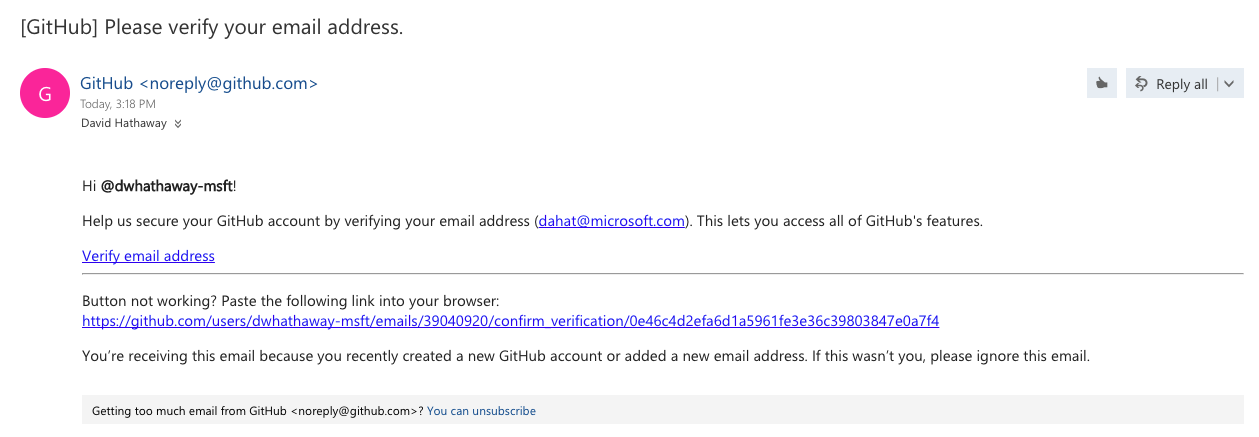 [GitHub] Please verify your email address.
G
GitHub <noreply@github.com>
Today, 3:18 PM
David Hathaway
Reply all
Hi @dwhathaway-msft!
Help us secure your GitHub account by verifying your email address (dahat@microsoft.com). This lets you access all of GitHub's features.
Verify email address
Button not working? Paste the following link into your browser:
https://github.com/users/dwhathaway-msft/emails/39040920/confirm_verification/0e46c4d2efa6d1a5961fe3e36c39803847e0a7f4
You’re receiving this email because you recently created a new GitHub account or added a new email address. If this wasn’t you, please ignore this email.
Getting too much email from GitHub <noreply@github.com>? You can unsubscribe